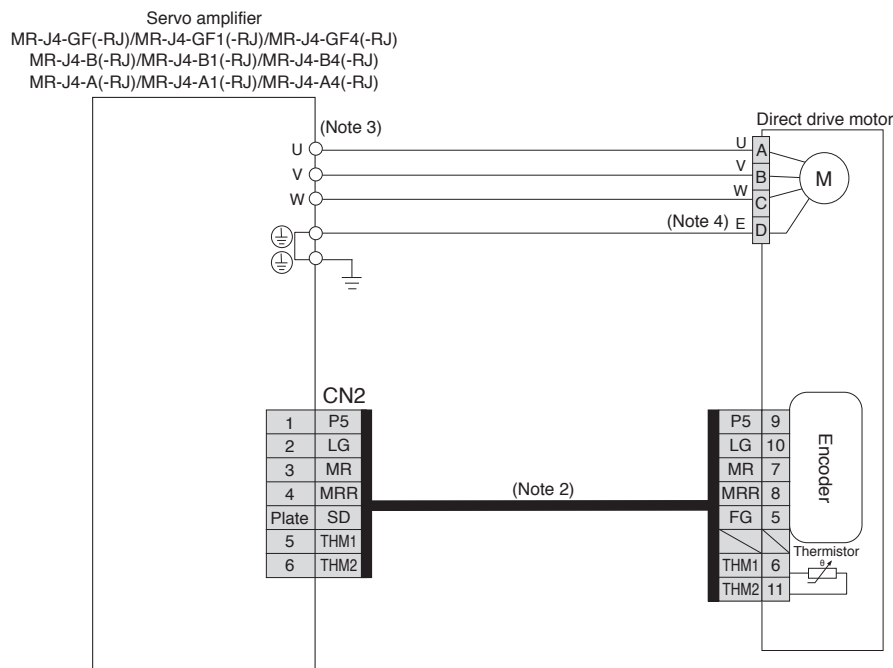 Servo amplifier
MR-J4-GF(-RJ)/MR-J4-GF1(-RJ)/MR-J4-GF4(-RJ)
MR-J4-B(-RJ)/MR-J4-B1(-RJ)/MR-J4-B4(-RJ)
MR-J4-A(-RJ)/MR-J4-A1(-RJ)/MR-J4-A4(-RJ)
(Note 3)
Direct drive motor
U U A
V V B
W W C
M
(Note 4) E D
CN2
1 P5
2 LG
3 MR
4 MRR
Plate SD
5 THM1
6 THM2
(Note 2)
P5 9
LG 10
MR 7
MRR 8
FG 5
THM1 6
THM2 11
Encoder
Thermistor
θ